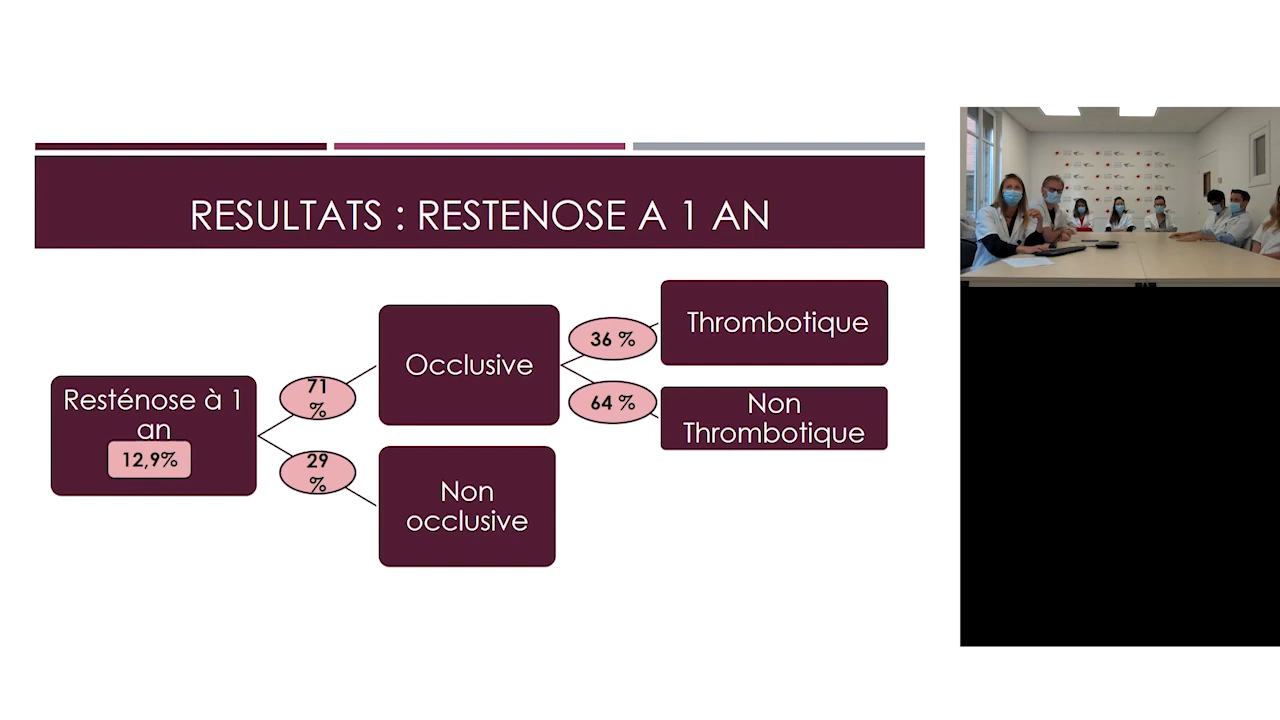 RESULTATS : RESTENOSE A 1 AN
Resténose à 1
an
12,9%
71
%
29
%
Occlusive
Non
occlusive
36 %
64 %
Thrombotique
Non
Thrombotique